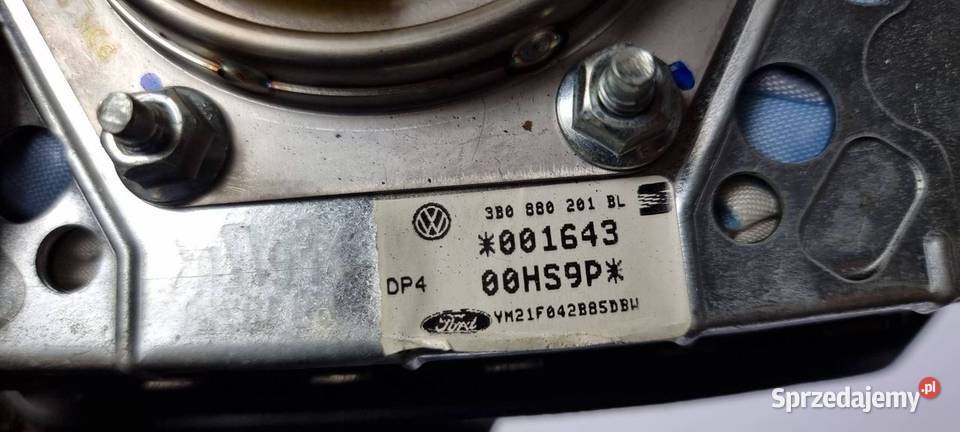 3B0 880 201 BL
*001643
DP4 00HS9P*
Ford YM21F042B85DBW
Sprzedajemy.pl